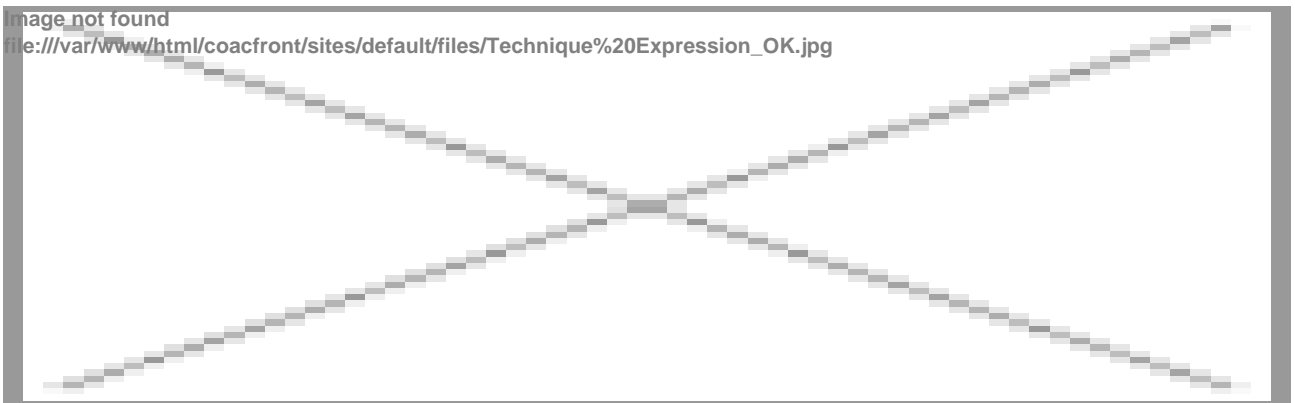 Image not found
file:///var/www/html/coacfront/sites/default/files/Technique%20Expression_OK.jpg